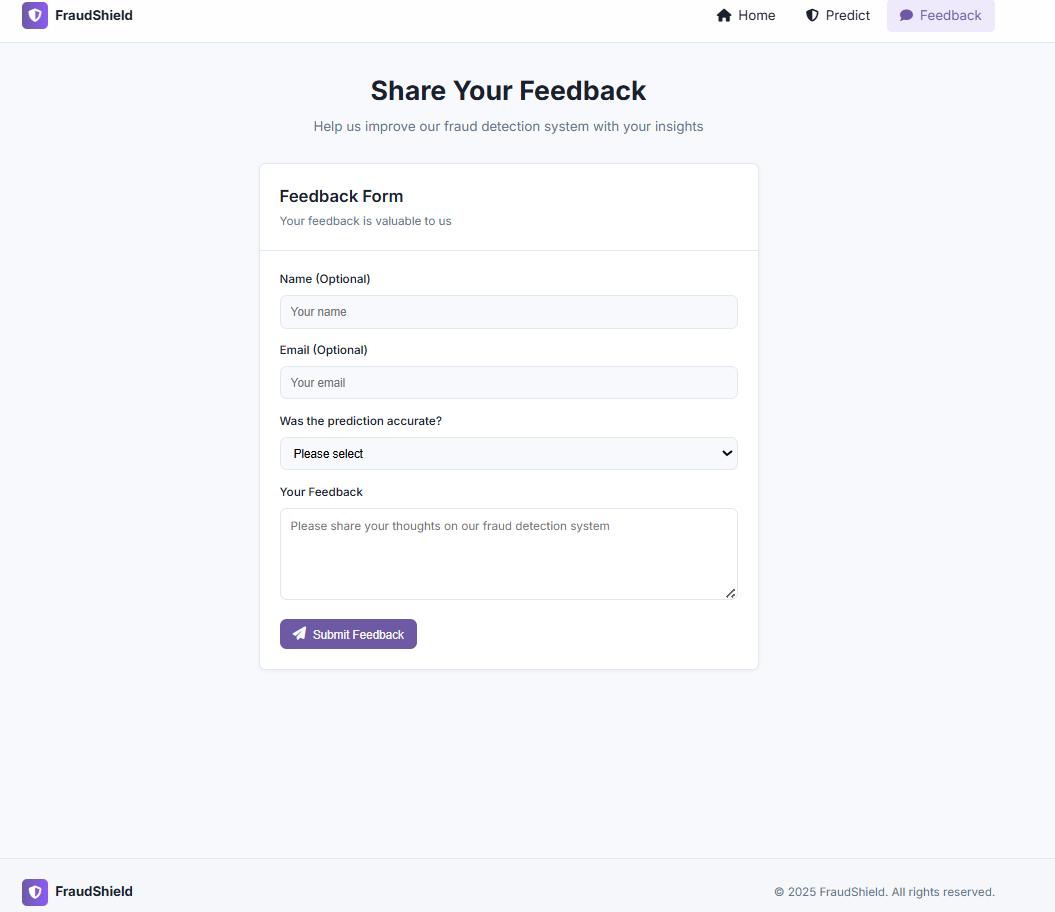 FraudShield
Home
Predict
Feedback
Share Your Feedback
Help us improve our fraud detection system with your insights
Feedback Form
Your feedback is valuable to us
Name (Optional)
Your name
Email (Optional)
Your email
Was the prediction accurate?
Please select
Your Feedback
Please share your thoughts on our fraud detection system
Submit Feedback
FraudShield
© 2025 FraudShield. All rights reserved.